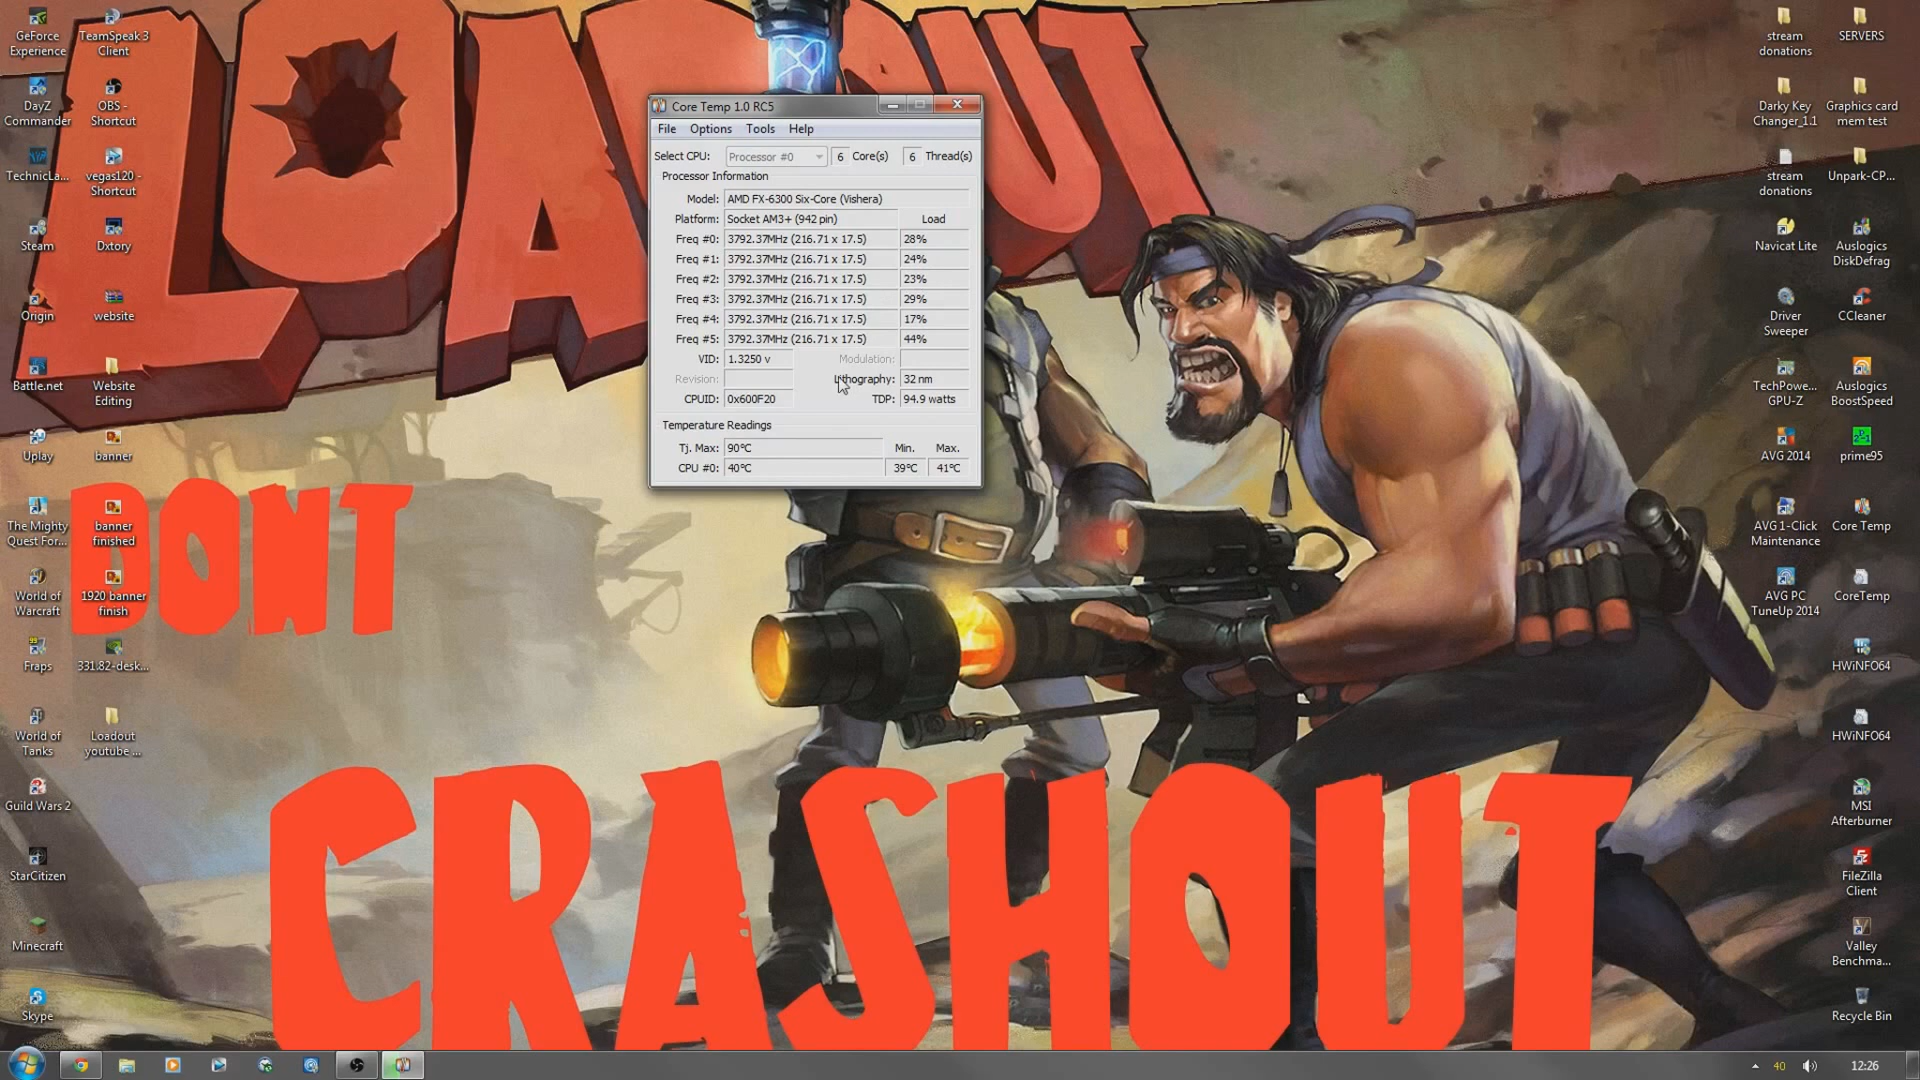 LOADOUT
DONT
CRASHOUT
GeForce
Experience
TeamSpeak 3
Client
DayZ
Commander
OBS -
Shortcut
TechnicLa...
vegas120 -
Shortcut
Steam
Dxtory
Origin
website
Battle.net
Website
Editing
Uplay
banner
The Mighty
Quest For...
banner
finished
World of
Warcraft
1920 banner
finish
Fraps
331.82-desk...
World of
Tanks
Loadout
youtube ...
Guild Wars 2
StarCitizen
Minecraft
Skype
Core Temp 1.0 RC5
File Options Tools Help
Select CPU: Processor #0 6 Core(s) 6 Thread(s)
Processor Information
Model: AMD FX-6300 Six-Core (Vishera)
Platform: Socket AM3+ (942 pin) Load
Freq #0: 3792.37MHz (216.71 x 17.5) 28%
Freq #1: 3792.37MHz (216.71 x 17.5) 24%
Freq #2: 3792.37MHz (216.71 x 17.5) 23%
Freq #3: 3792.37MHz (216.71 x 17.5) 29%
Freq #4: 3792.37MHz (216.71 x 17.5) 17%
Freq #5: 3792.37MHz (216.71 x 17.5) 44%
VID: 1.3250 v Modulation:
Revision: Lithography: 32 nm
CPUID: 0x600F20 TDP: 94.9 watts
Temperature Readings
Tj. Max: 90°C Min. Max.
CPU #0: 40°C 39°C 41°C
stream
donations
SERVERS
Darky Key
Changer_1.1
Graphics card
mem test
stream
donations
Unpark-CP...
Navicat Lite
Auslogics
DiskDefrag
Driver
Sweeper
CCleaner
TechPowe...
GPU-Z
Auslogics
BoostSpeed
AVG 2014
prime95
AVG 1-Click
Maintenance
Core Temp
AVG PC
TuneUp 2014
CoreTemp
HWiNFO64
HWiNFO64
MSI
Afterburner
FileZilla
Client
Valley
Benchma...
Recycle Bin
40
12:26